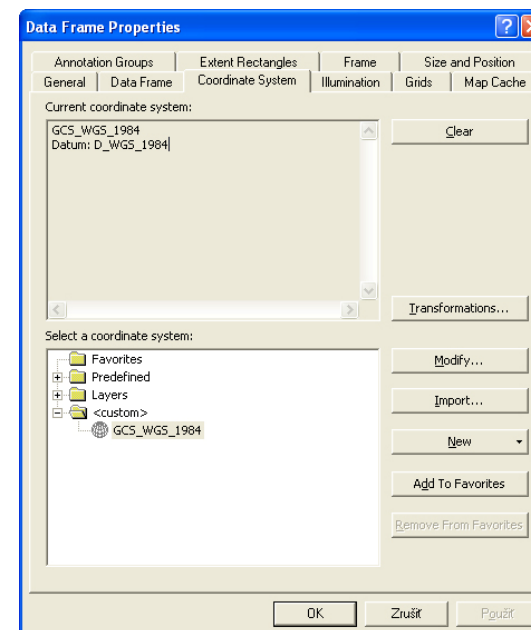 Data Frame Properties
Annotation Groups Extent Rectangles Frame Size and Position
General Data Frame Coordinate System Illumination Grids Map Cache
Current coordinate system:
GCS_WGS_1984
Datum: D_WGS_1984
Clear
Transformations...
Select a coordinate system:
Favorites
Predefined
Layers
<custom>
GCS_WGS_1984
Modify...
Import...
New
Add To Favorites
Remove From Favorites
OK Zrušiť Použiť